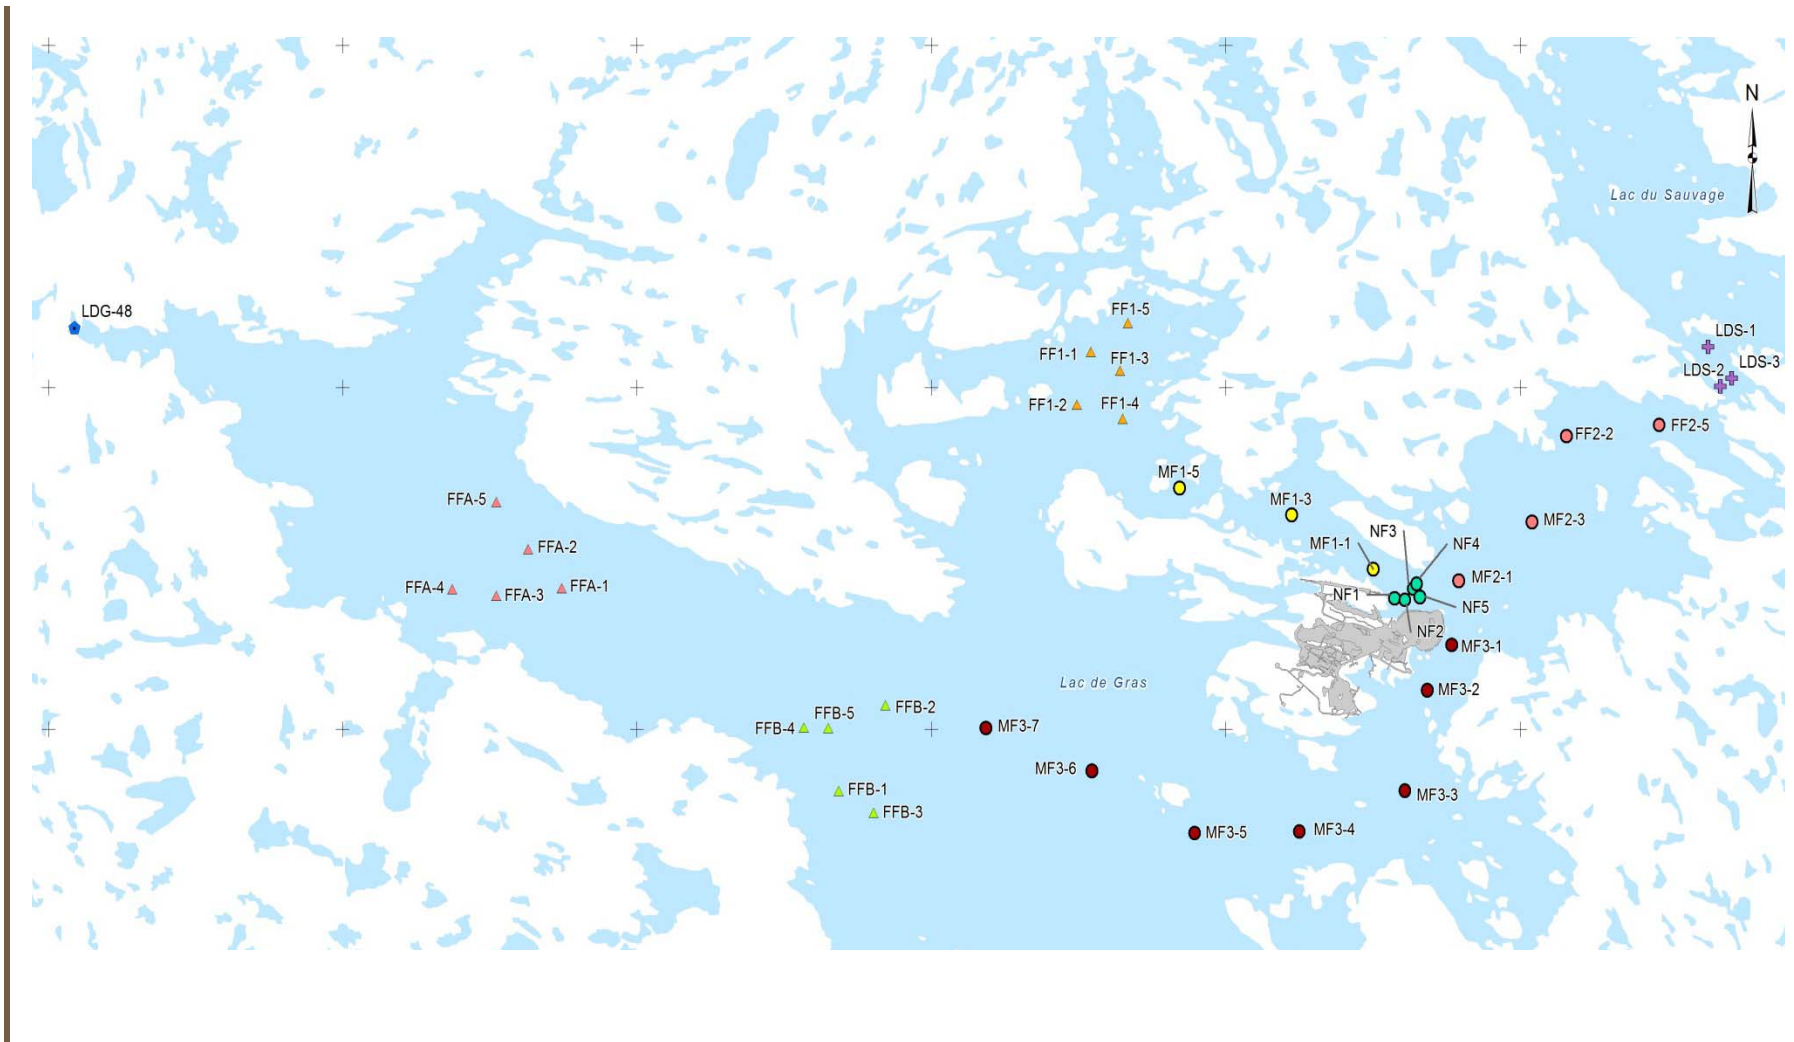 N
Lac du Sauvage
LDG-48
FF1-5
LDS-1
FF1-1
FF1-3
LDS-3
LDS-2
FF1-2
FF1-4
FF2-2
FF2-5
MF1-5
MF1-3
FFA-5
MF2-3
NF3
MF1-1
NF4
FFA-2
MF2-1
FFA-4
FFA-3
FFA-1
NF1
NF5
NF2
MF3-1
Lac de Gras
MF3-2
FFB-2
FFB-4
FFB-5
MF3-7
MF3-6
FFB-1
MF3-3
FFB-3
MF3-5
MF3-4